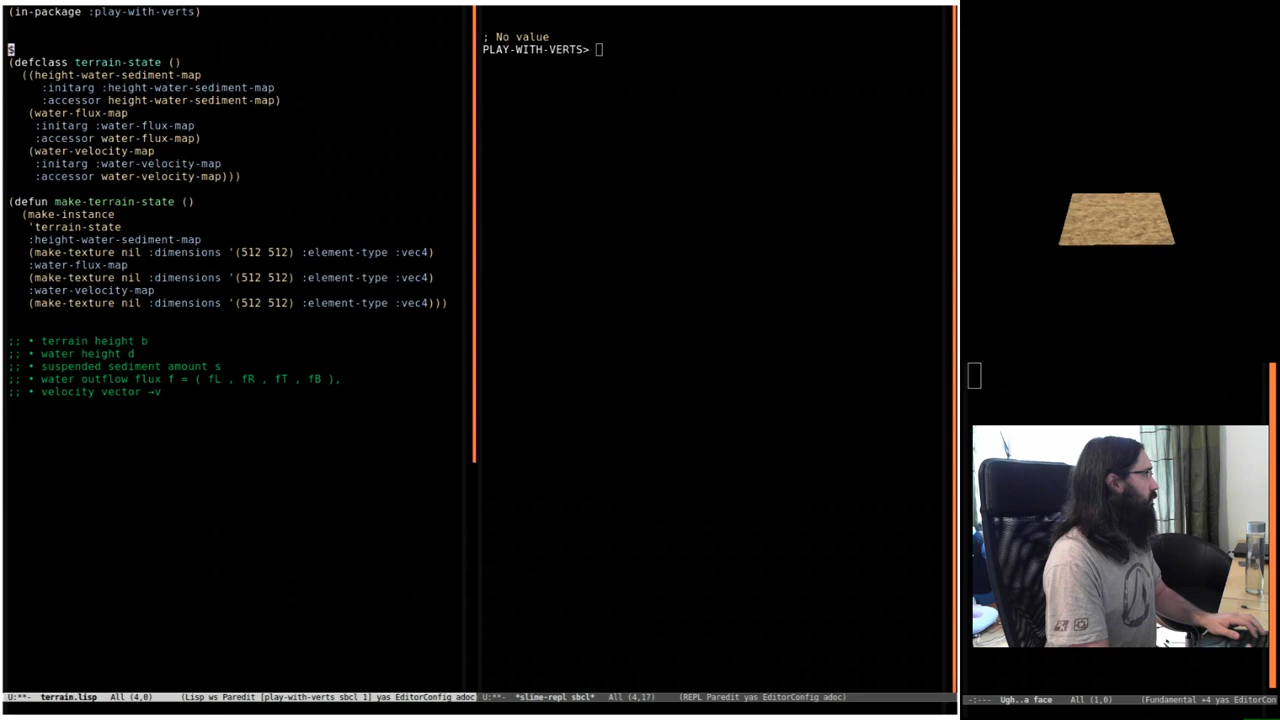 (in-package :play-with-verts)
$
(defclass terrain-state ()
((height-water-sediment-map
:initarg :height-water-sediment-map
:accessor height-water-sediment-map)
(water-flux-map
:initarg :water-flux-map
:accessor water-flux-map)
(water-velocity-map
:initarg :water-velocity-map
:accessor water-velocity-map)))
(defun make-terrain-state ()
(make-instance
'terrain-state
:height-water-sediment-map
(make-texture nil :dimensions '(512 512) :element-type :vec4)
:water-flux-map
(make-texture nil :dimensions '(512 512) :element-type :vec4)
:water-velocity-map
(make-texture nil :dimensions '(512 512) :element-type :vec4)))
;; • terrain height b
;; • water height d
;; • suspended sediment amount s
;; • water outflow flux f = ( fL , fR , fT , fB ),
;; • velocity vector →v
U:**- terrain.lisp All (4,0) (Lisp ws Paredit [play-with-verts sbcl 1] yas EditorConfig adoc
; No value
PLAY-WITH-VERTS>
U:**- *slime-repl sbcl* All (4,17) (REPL Paredit yas EditorConfig adoc)
-:--- Ugh..a face All (1,0) (Fundamental +4 yas EditorCon